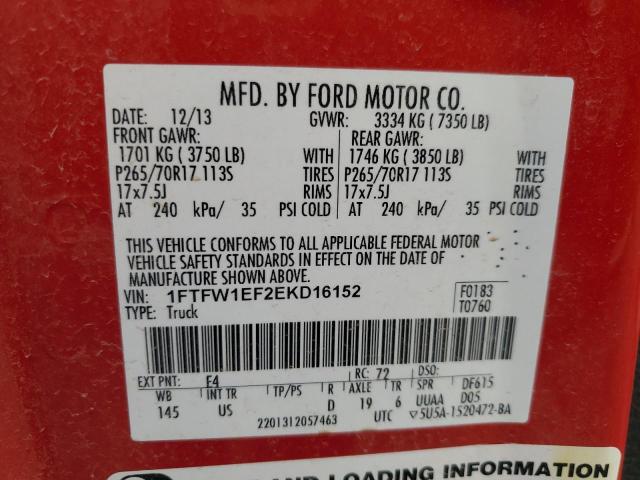 MFD. BY FORD MOTOR CO.
DATE: 12/13 GVWR: 3334 KG ( 7350 LB)
FRONT GAWR: REAR GAWR:
1701 KG ( 3750 LB) WITH 1746 KG ( 3850 LB) WITH
P265/70R17 113S TIRES P265/70R17 113S TIRES
17x7.5J RIMS 17x7.5J RIMS
AT 240 kPa/ 35 PSI COLD AT 240 kPa/ 35 PSI COLD
THIS VEHICLE CONFORMS TO ALL APPLICABLE FEDERAL MOTOR
VEHICLE SAFETY STANDARDS IN EFFECT ON THE DATE OF
MANUFACTURE SHOWN ABOVE.
VIN: 1FTFW1EF2EKD16152 F0183
TYPE: Truck T0760
EXT PNT: E4 RC: 72 DSO:
WB INT TR TP/PS R AXLE TR SPR DF615
145 US D 19 6 UUAA D05
2201312057463 UTC ▽5U5A-1520472-BA
AND LOADING INFORMATION